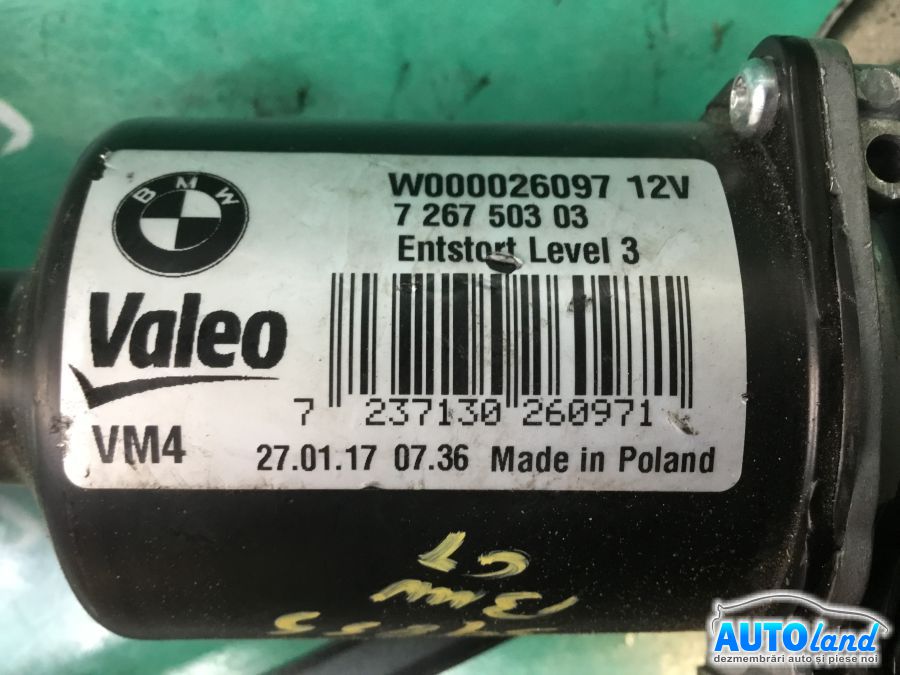 BMW
W000026097 12V
7 267 503 03
Entstort Level 3
Valeo
7 237130 260971
VM4
27.01.17 07.36 Made in Poland
AUTOland
dezmembrări auto și piese noi